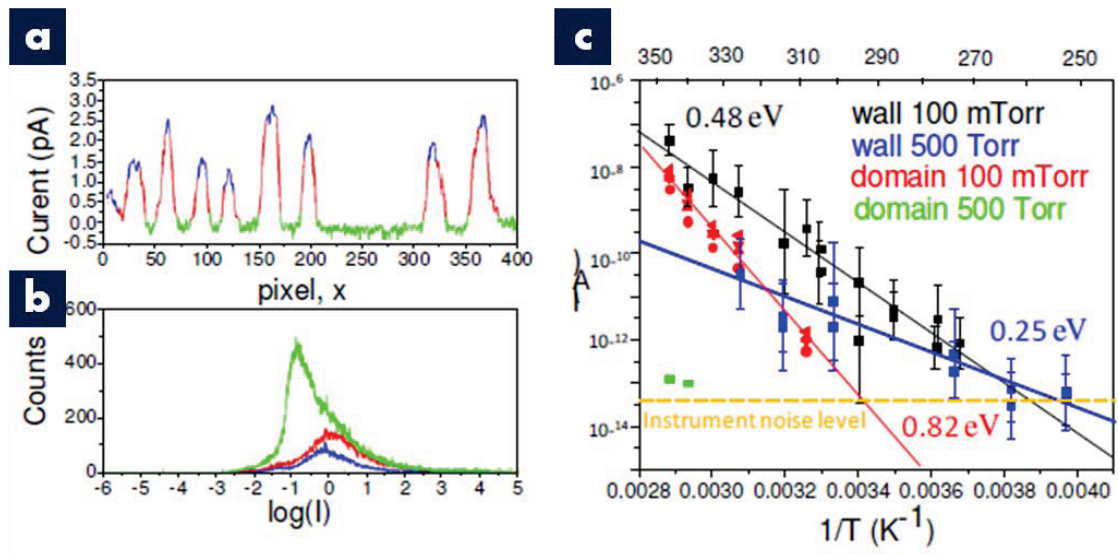 a
Curent (pA)
3.5
3.0
2.5
2.0
1.5
1.0
0.5
0.0
-0.5
0 50 100 150 200 250 300 350 400
pixel, x
b
Counts
600
400
200
0
-6 -5 -4 -3 -2 -1 0 1 2 3 4 5
log(I)
c
350 330 310 290 270 250
10-6
10-8
10-10
10-12
10-14
0.48 eV
wall 100 mTorr
wall 500 Torr
domain 100 mTorr
domain 500 Torr
0.25 eV
Instrument noise level
0.82 eV
0.0028 0.0030 0.0032 0.0034 0.0036 0.0038 0.0040
1/T (K-1)